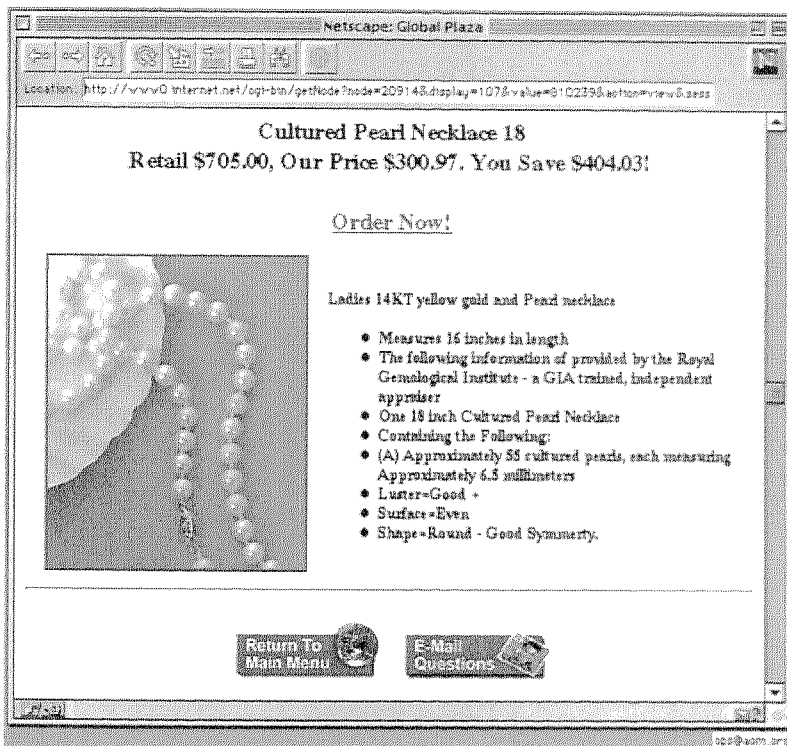 Netscape: Global Plaza
Location: http://www0.internet.net/cgi-bin/getNode?node=20914&display=107&value=810239&action=view&sess
Cultured Pearl Necklace 18
Retail $705.00, Our Price $300.97. You Save $404.03!
Order Now!
Ladies 14KT yellow gold and Pearl necklace
Measures 16 inches in length
The following information of provided by the Royal
Gemological Institute - a GIA trained, independent
appraiser
One 18 inch Cultured Pearl Necklace
Containing the Following:
(A) Approximately 55 cultured pearls, each measuring
Approximately 6.5 millimeters
Luster=Good +
Surface=Even
Shape=Round - Good Symmerty.
Return To
Main Menu
E-Mail
Questions